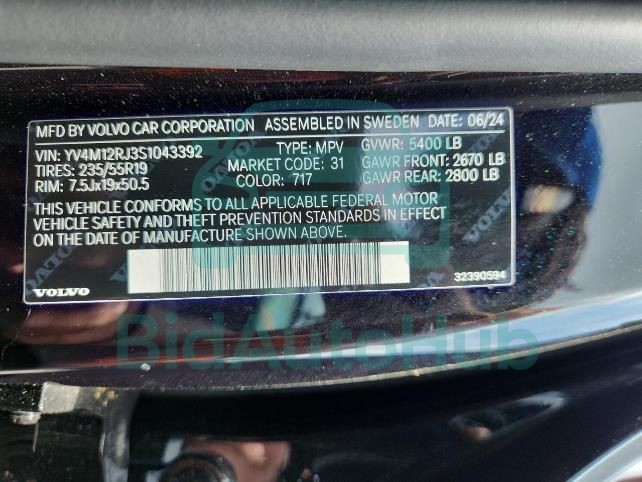 MFD BY VOLVO CAR CORPORATION ASSEMBLED IN SWEDEN DATE: 06/24
VIN: YV4M12RJ3S1043392 TYPE: MPV GVWR: 5400 LB
TIRES: 235/55R19 MARKET CODE: 31 GAWR FRONT: 2670 LB
RIM: 7.5Jx19x50.5 COLOR: 717 GAWR REAR: 2800 LB
THIS VEHICLE CONFORMS TO ALL APPLICABLE FEDERAL MOTOR
VEHICLE SAFETY AND THEFT PREVENTION STANDARDS IN EFFECT
ON THE DATE OF MANUFACTURE SHOWN ABOVE.
VOLVO 32390594
BidAutoHub